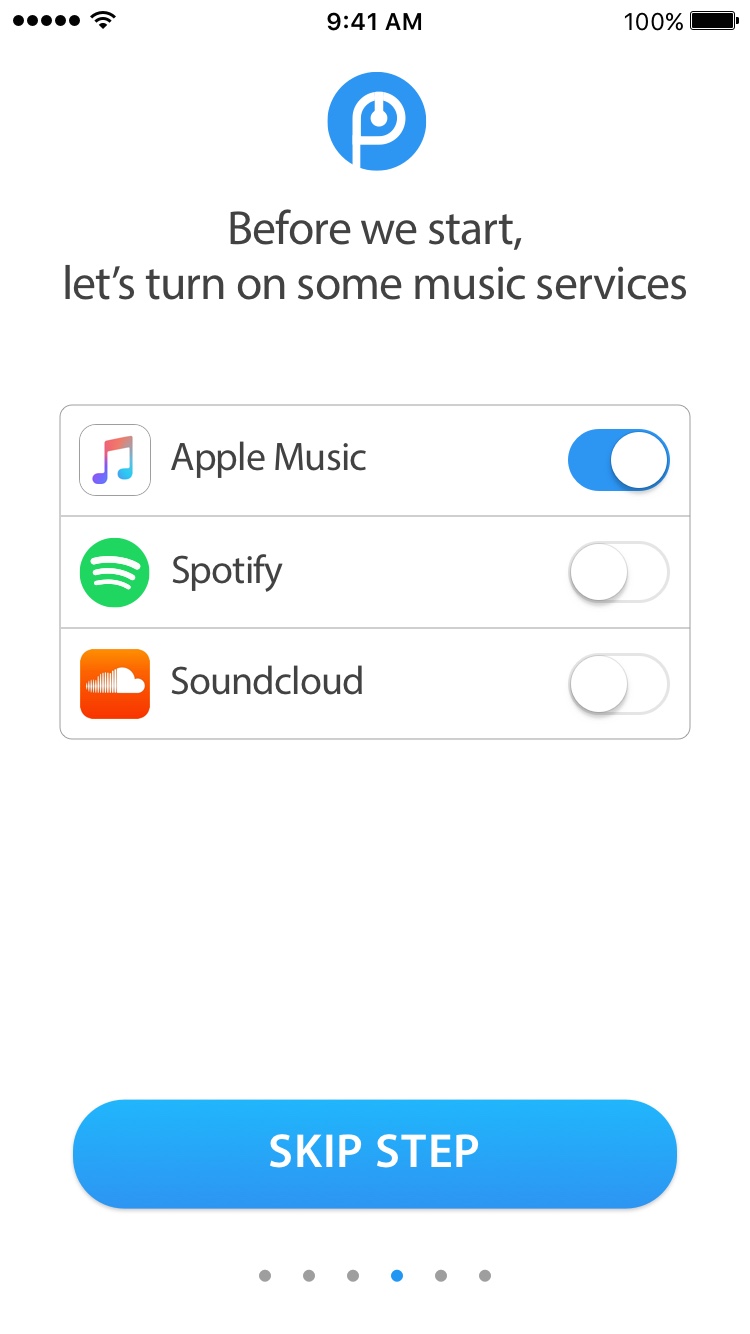 9:41 AM
100%
Before we start,
let’s turn on some music services
Apple Music
Spotify
Soundcloud
SKIP STEP